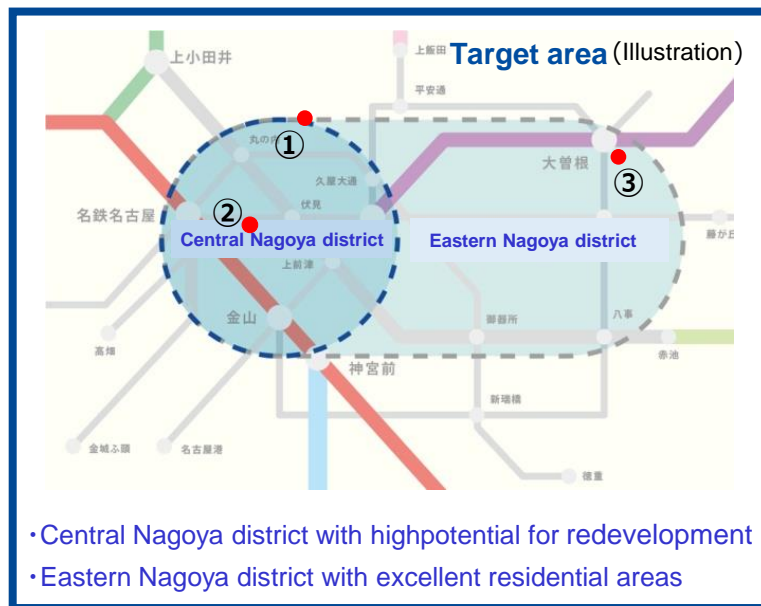 Target area (Illustration)
上小田井
上飯田
平安通
①
丸の内
大曽根
③
久屋大通
名鉄名古屋
②
伏見
藤が丘
Central Nagoya district
Eastern Nagoya district
上前津
金山
御器所
八事
高畑
神宮前
赤池
新瑞橋
金城ふ頭
名古屋港
徳重
・Central Nagoya district with highpotential for redevelopment
・Eastern Nagoya district with excellent residential areas